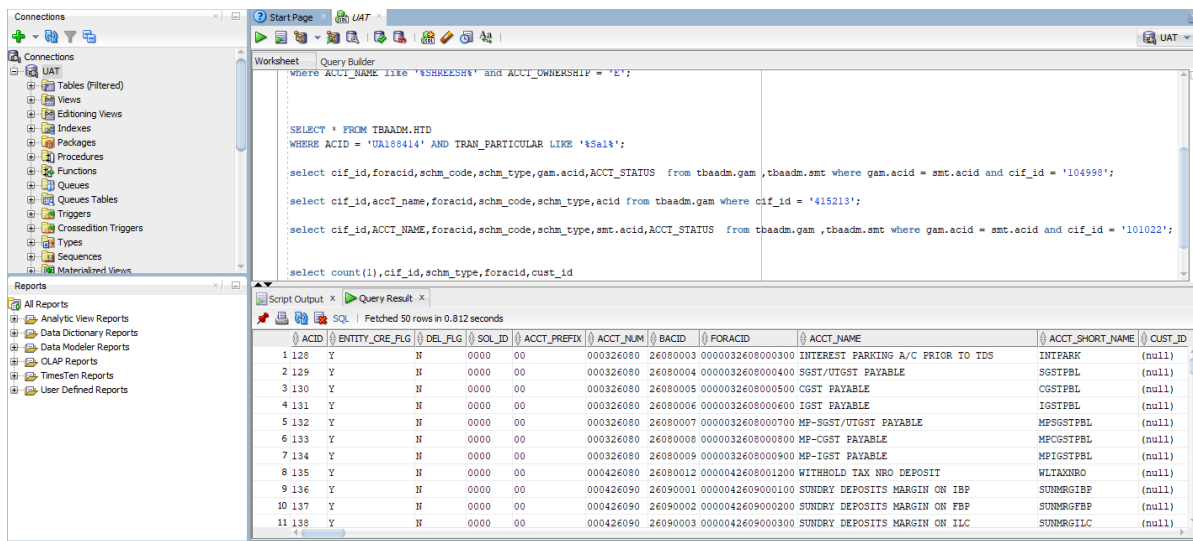 Connections
Start Page
UAT
UAT
Connections
UAT
Tables (Filtered)
Views
Editioning Views
Indexes
Packages
Procedures
Functions
Queues
Queues Tables
Triggers
Crossedition Triggers
Types
Sequences
Materialized Views
Reports
All Reports
Analytic View Reports
Data Dictionary Reports
Data Modeler Reports
OLAP Reports
TimesTen Reports
User Defined Reports
Worksheet Query Builder
where ACCT_NAME like '%SHREESH%' and ACCT_OWNERSHIP = 'E';
SELECT * FROM TBAADM.HTD
WHERE ACID = 'UA188414' AND TRAN_PARTICULAR LIKE '%Sal%';
select cif_id,foracid,schm_code,schm_type,gam.acid,ACCT_STATUS from tbaadm.gam ,tbaadm.smt where gam.acid = smt.acid and cif_id = '104998';
select cif_id,accT_name,foracid,schm_code,schm_type,acid from tbaadm.gam where cif_id = '415213';
select cif_id,ACCT_NAME,foracid,schm_code,schm_type,smt.acid,ACCT_STATUS from tbaadm.gam ,tbaadm.smt where gam.acid = smt.acid and cif_id = '101022';
select count(1),cif_id,schm_type,foracid,cust_id
Script Output x Query Result x
SQL | Fetched 50 rows in 0.812 seconds
ACID ENTITY_CRE_FLG DEL_FLG SOL_ID ACCT_PREFIX ACCT_NUM BACID FORACID ACCT_NAME ACCT_SHORT_NAME CUST_ID
1 128 Y N 0000 00 000326080 26080003 0000032608000300 INTEREST PARKING A/C PRIOR TO TDS INTPARK (null)
2 129 Y N 0000 00 000326080 26080004 0000032608000400 SGST/UTGST PAYABLE SGSTPBL (null)
3 130 Y N 0000 00 000326080 26080005 0000032608000500 CGST PAYABLE CGSTPBL (null)
4 131 Y N 0000 00 000326080 26080006 0000032608000600 IGST PAYABLE IGSTPBL (null)
5 132 Y N 0000 00 000326080 26080007 0000032608000700 MP-SGST/UTGST PAYABLE MPSGSTPBL (null)
6 133 Y N 0000 00 000326080 26080008 0000032608000800 MP-CGST PAYABLE MPCGSTPBL (null)
7 134 Y N 0000 00 000326080 26080009 0000032608000900 MP-IGST PAYABLE MPIGSTPBL (null)
8 135 Y N 0000 00 000426080 26080012 0000042608001200 WITHHOLD TAX NRO DEPOSIT WLTAXNRO (null)
9 136 Y N 0000 00 000426090 26090001 0000042609000100 SUNDRY DEPOSITS MARGIN ON IBP SUNMRGIBP (null)
10 137 Y N 0000 00 000426090 26090002 0000042609000200 SUNDRY DEPOSITS MARGIN ON FBP SUNMRGFBP (null)
11 138 Y N 0000 00 000426090 26090003 0000042609000300 SUNDRY DEPOSITS MARGIN ON ILC SUNMRGILC (null)